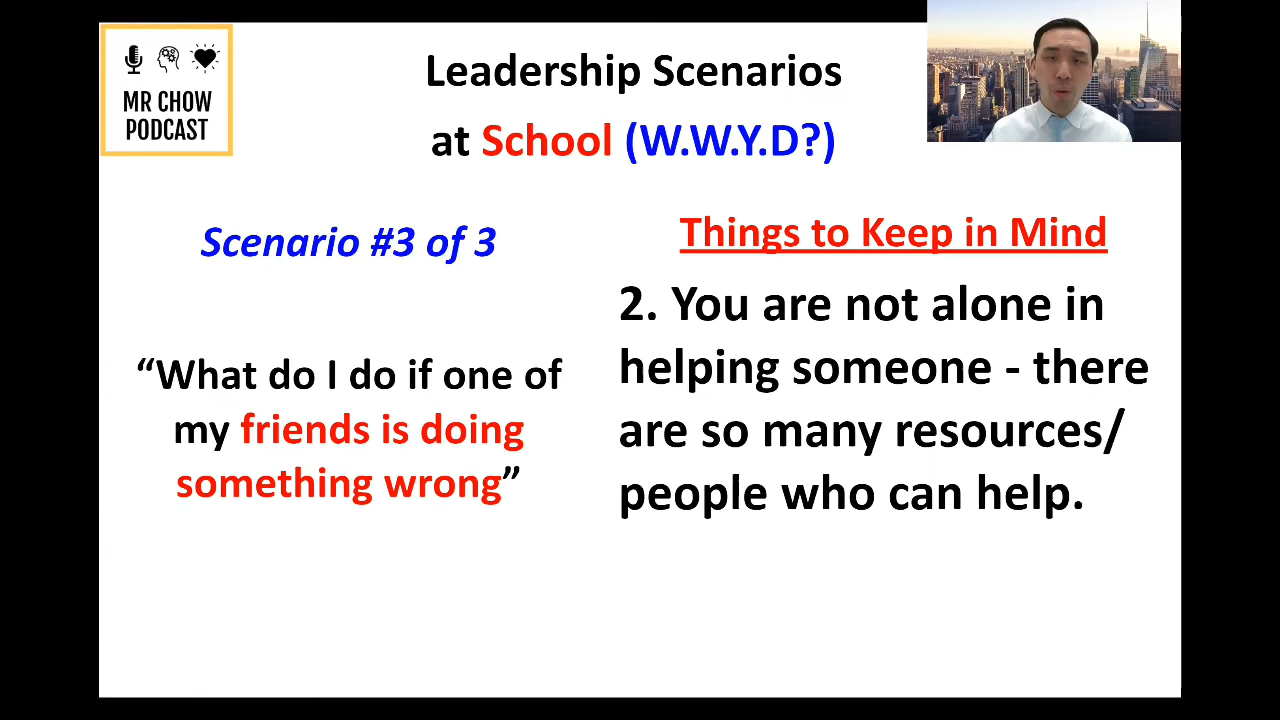 MR CHOW
PODCAST
Leadership Scenarios
at School (W.W.Y.D?)
Scenario #3 of 3
“What do I do if one of
my friends is doing
something wrong”
Things to Keep in Mind
2. You are not alone in
helping someone - there
are so many resources/
people who can help.